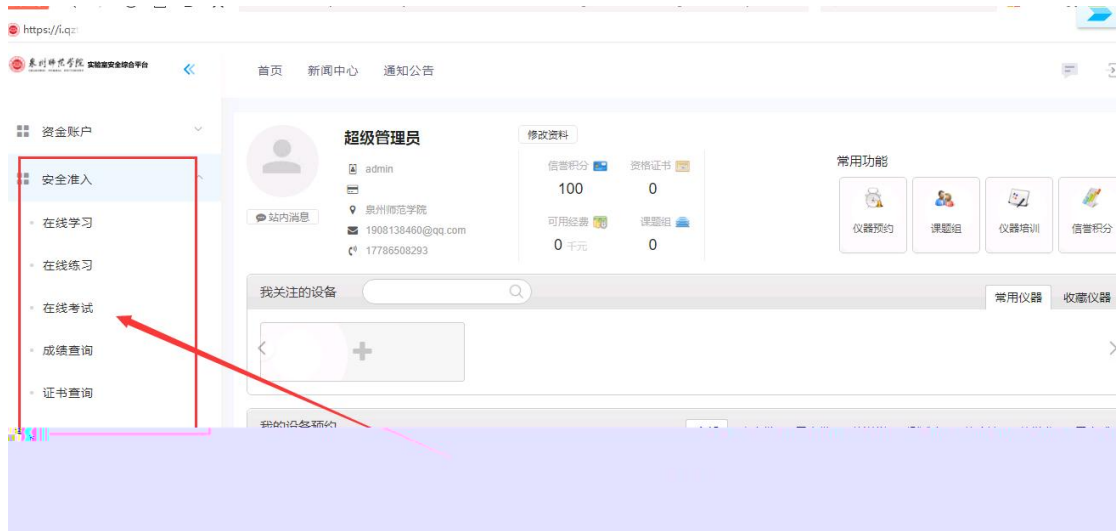 https://i.qz
泉州师范学院 实验室安全综合平台
首页 新闻中心 通知公告
资金账户
安全准入
在线学习
在线练习
在线考试
成绩查询
证书查询
超级管理员
admin
泉州师范学院
1908138460@qq.com
17786508293
站内消息
修改资料
信誉积分 资格证书
100 0
可用经费 课题组
0 千元 0
常用功能
仪器预约 课题组 仪器培训 信誉积分
我关注的设备
常用仪器 收藏仪器
我的设备预约